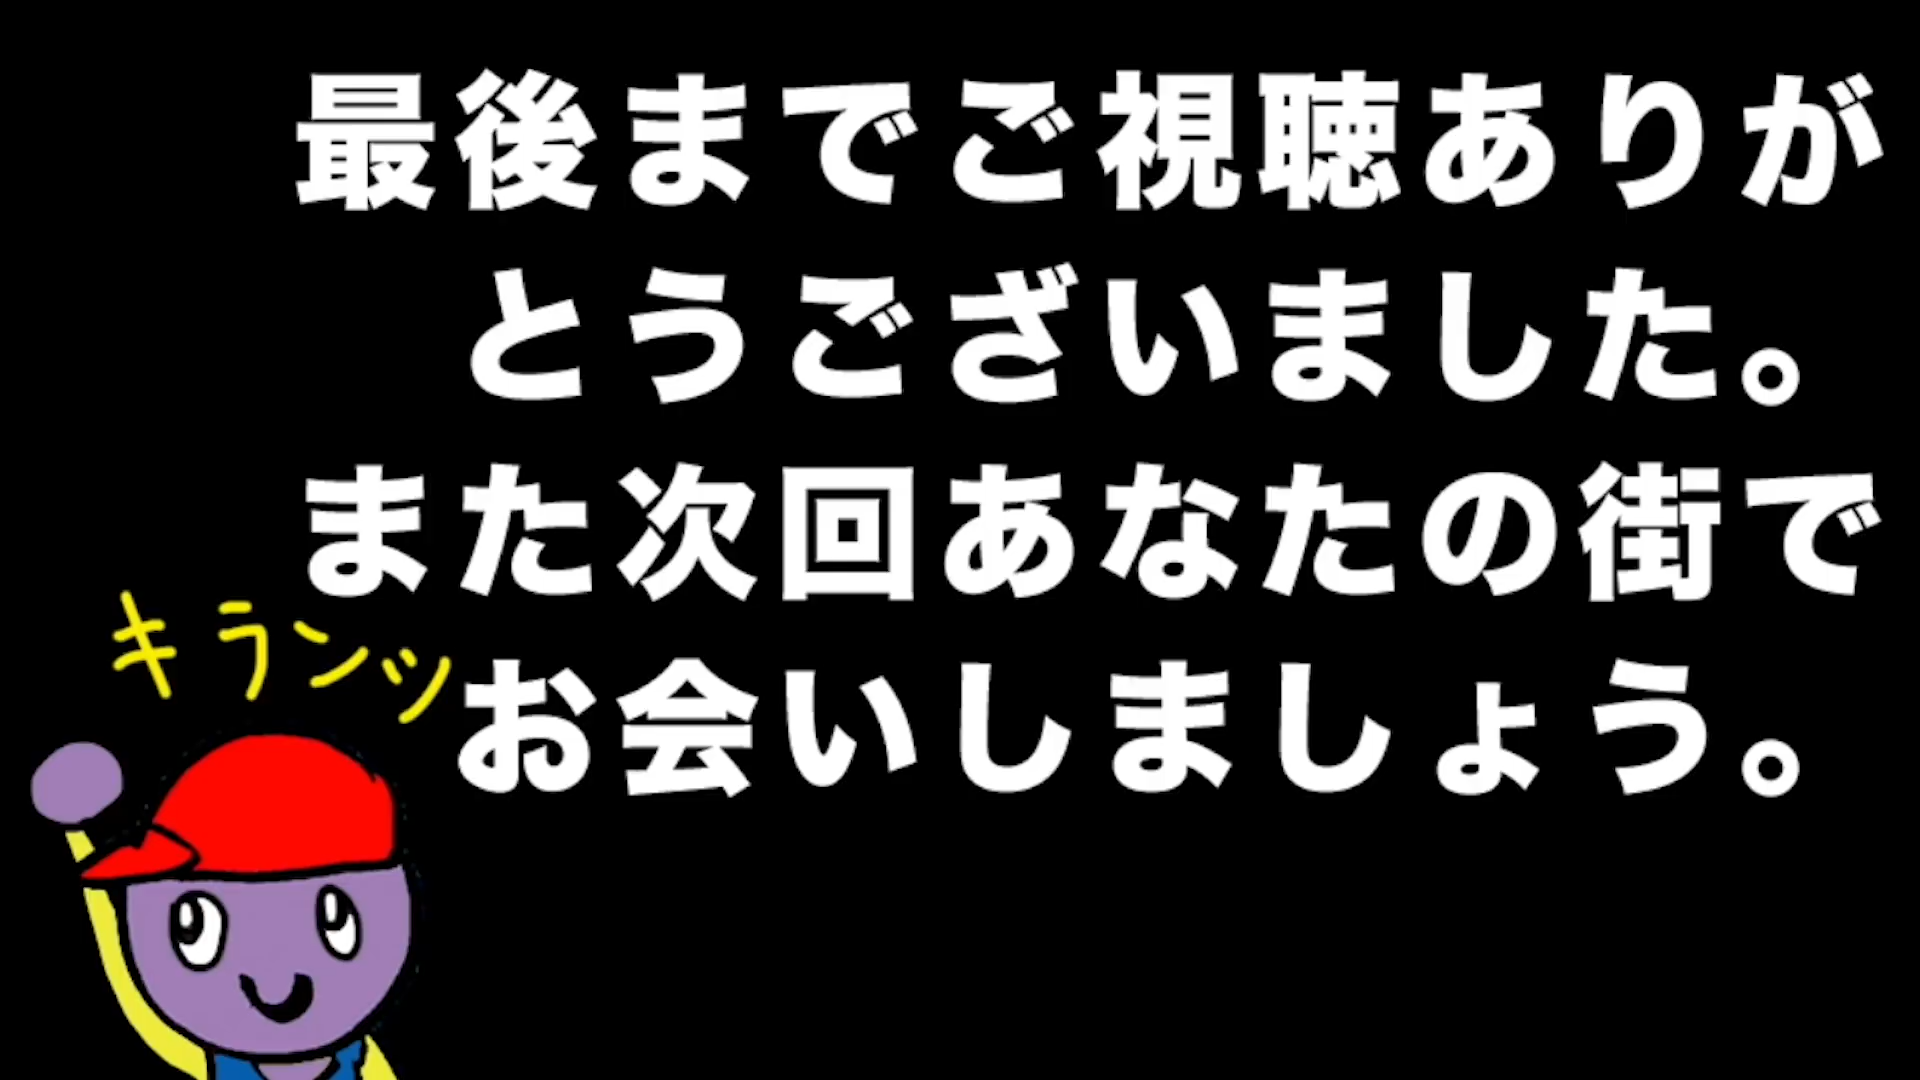 最後までご視聴ありが
とうございました。
また次回あなたの街で
お会いしましょう。
キランッ